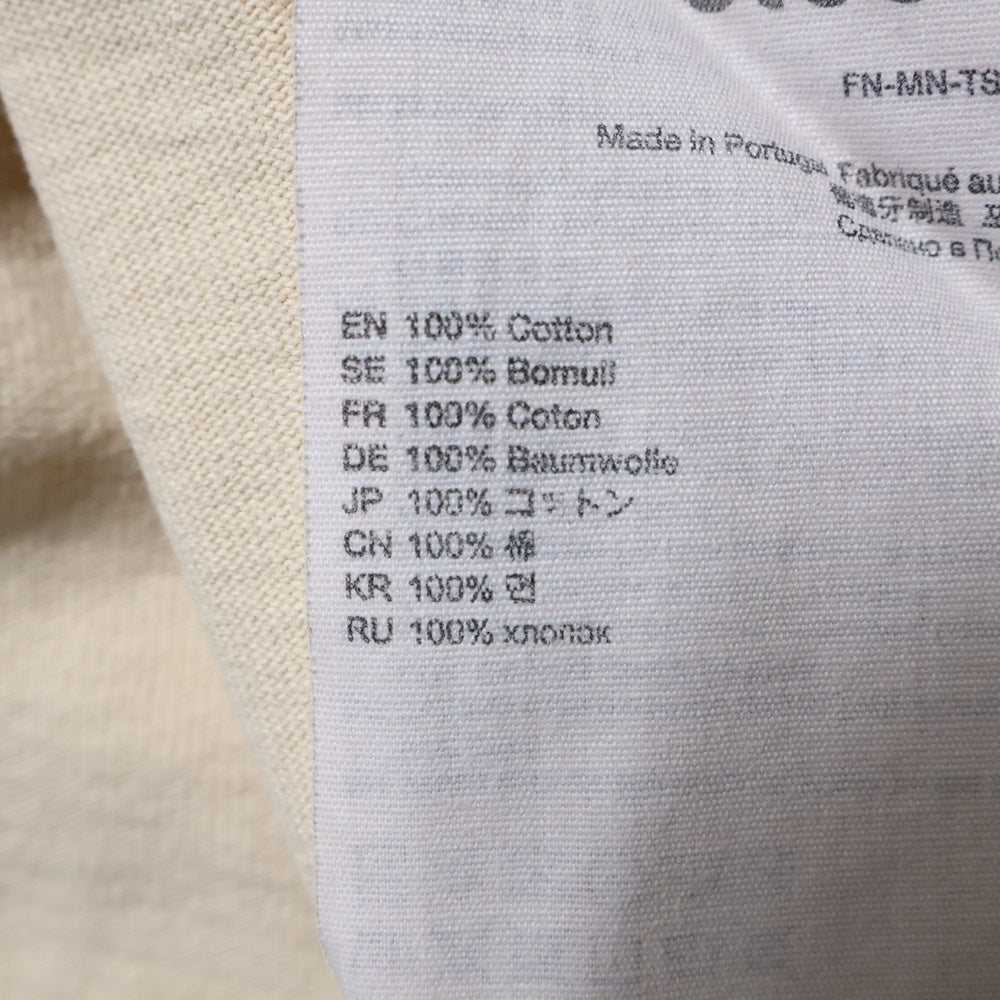 FN-MN-TS
Made in Portugal Fabriqué au
葡萄牙制造
Сделано в По
EN 100% Cotton
SE 100% Bomull
FR 100% Coton
DE 100% Baumwolle
JP 100% コットン
CN 100% 棉
KR 100% 면
RU 100% хлопок